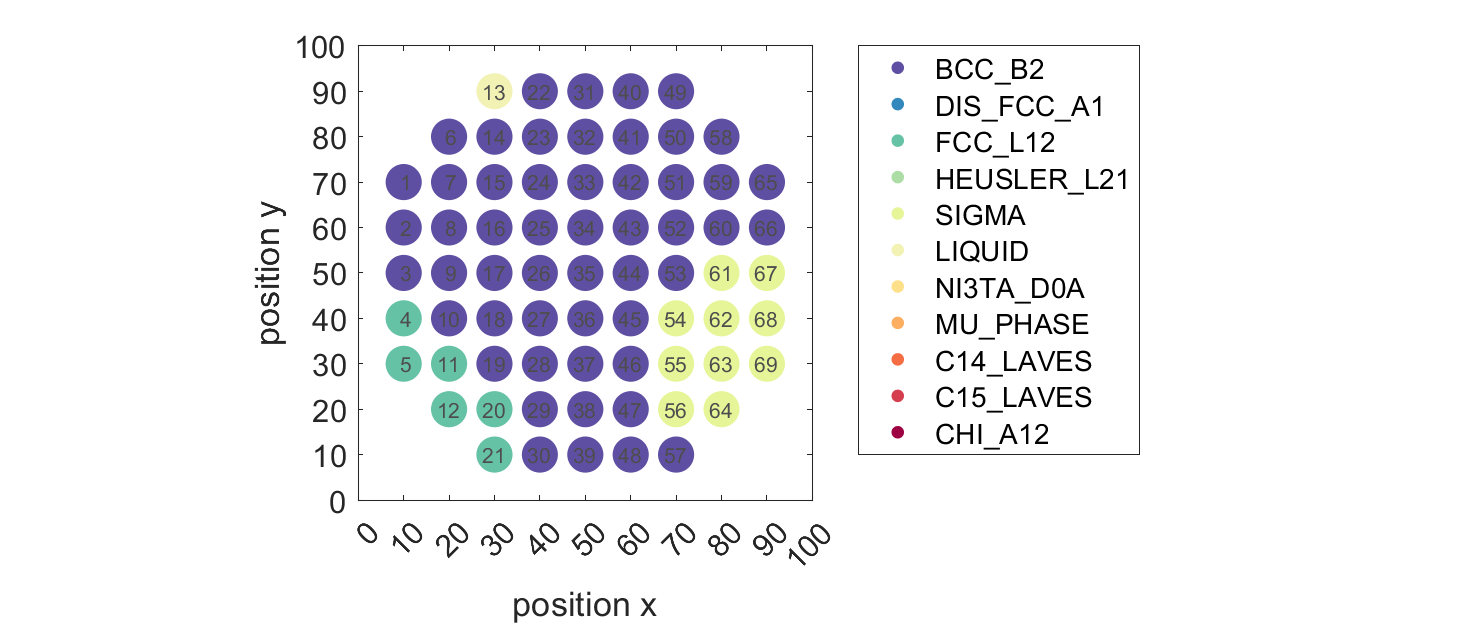 100
90 13 22 31 40 49
80 6 14 23 32 41 50 58
70 1 7 15 24 33 42 51 59 65
60 2 8 16 25 34 43 52 60 66
50 3 9 17 26 35 44 53 61 67
40 4 10 18 27 36 45 54 62 68
30 5 11 19 28 37 46 55 63 69
20 12 20 29 38 47 56 64
10 21 30 39 48 57
0
position y
0 10 20 30 40 50 60 70 80 90 100
position x
BCC_B2
DIS_FCC_A1
FCC_L12
HEUSLER_L21
SIGMA
LIQUID
NI3TA_D0A
MU_PHASE
C14_LAVES
C15_LAVES
CHI_A12